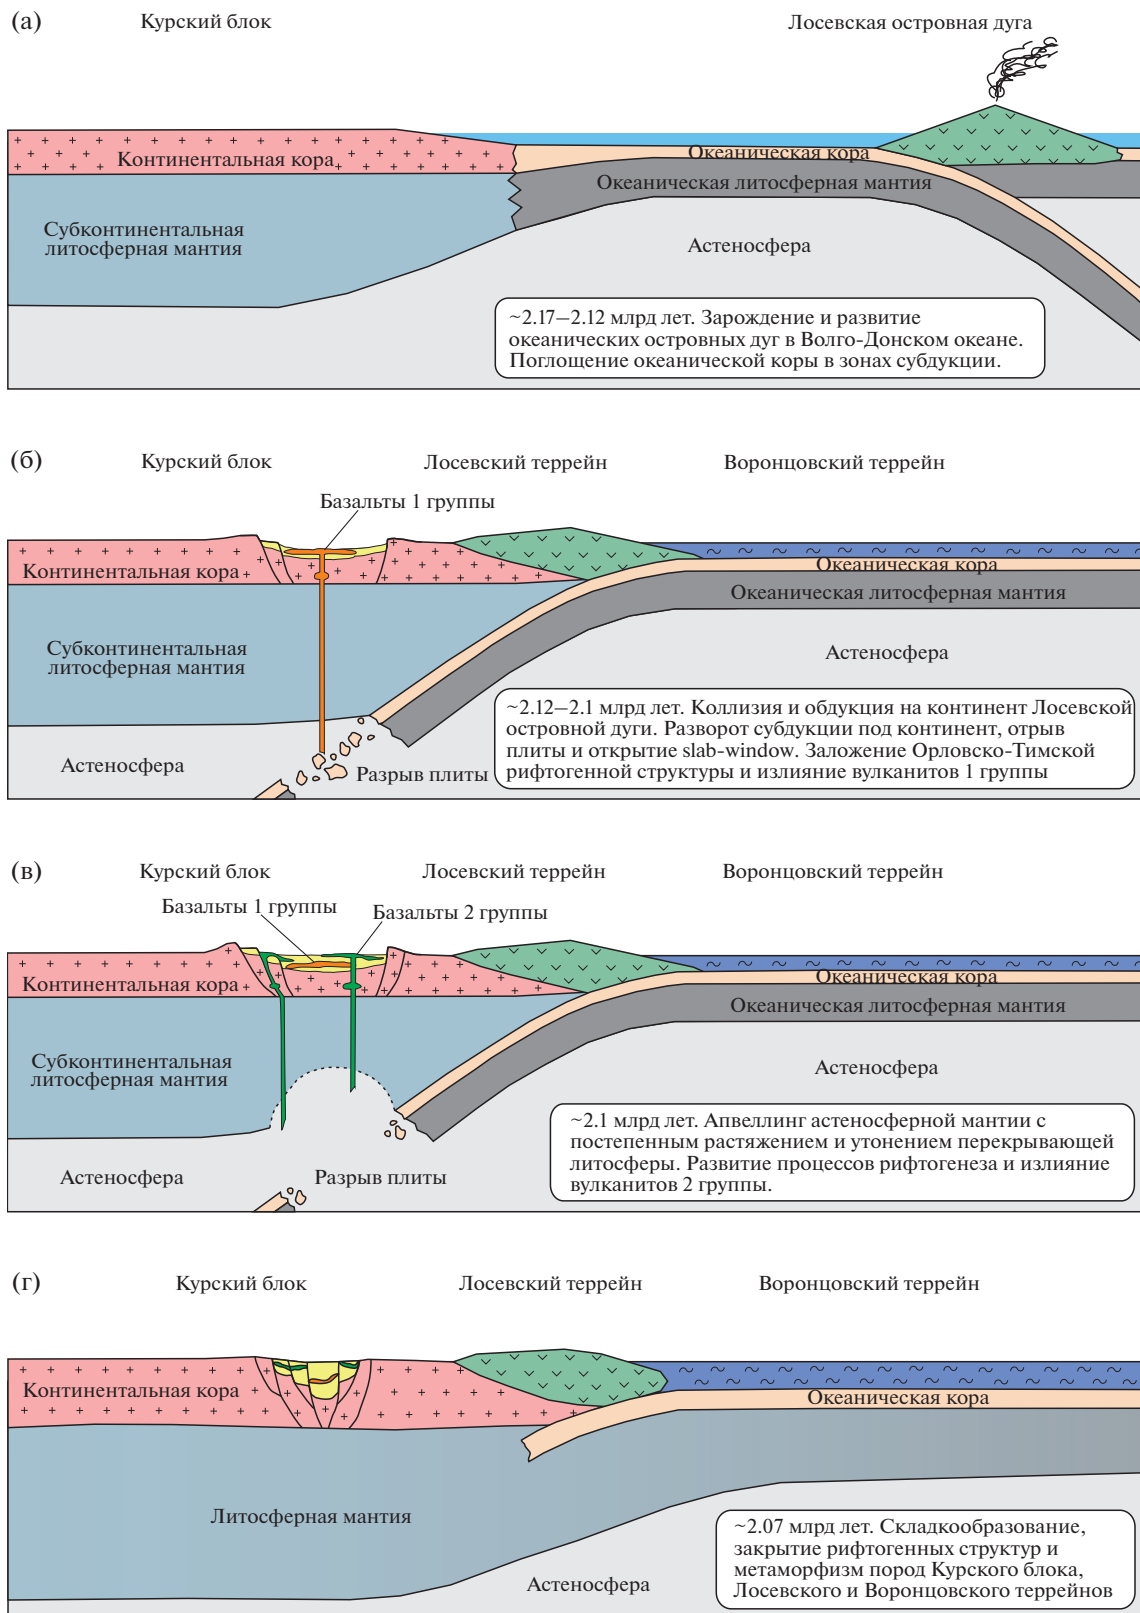 (а)
Курский блок
Лосевская островная дуга
Континентальная кора
Океаническая кора
Океаническая литосферная мантия
Субконтинентальная
литосферная мантия
Астеносфера
~2.17–2.12 млрд лет. Зарождение и развитие
океанических островных дуг в Волго-Донском океане.
Поглощение океанической коры в зонах субдукции.
(б)
Курский блок
Лосевский террейн
Воронцовский террейн
Базальты 1 группы
Континентальная кора
Океаническая кора
Океаническая литосферная мантия
Субконтинентальная
литосферная мантия
Астеносфера
Астеносфера
Разрыв плиты
~2.12–2.1 млрд лет. Коллизия и обдукция на континент Лосевской
островной дуги. Разворот субдукции под континент, отрыв
плиты и открытие slab-window. Заложение Орловско-Тимской
рифтогенной структуры и излияние вулканитов 1 группы
(в)
Курский блок
Лосевский террейн
Воронцовский террейн
Базальты 1 группы
Базальты 2 группы
Континентальная кора
Океаническая кора
Океаническая литосферная мантия
Субконтинентальная
литосферная мантия
Астеносфера
Астеносфера
Разрыв плиты
~2.1 млрд лет. Апвеллинг астеносферной мантии с
постепенным растяжением и утонением перекрывающей
литосферы. Развитие процессов рифтогенеза и излияние
вулканитов 2 группы.
(г)
Курский блок
Лосевский террейн
Воронцовский террейн
Континентальная кора
Океаническая кора
Литосферная мантия
Астеносфера
~2.07 млрд лет. Складкообразование,
закрытие рифтогенных структур и
метаморфизм пород Курского блока,
Лосевского и Воронцовского террейнов